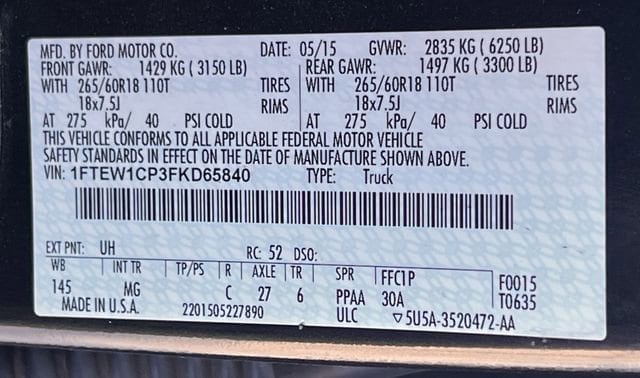 MFD. BY FORD MOTOR CO. DATE: 05/15 GVWR: 2835 KG ( 6250 LB)
FRONT GAWR: 1429 KG ( 3150 LB) REAR GAWR: 1497 KG ( 3300 LB)
WITH 265/60R18 110T TIRES WITH 265/60R18 110T TIRES
18x7.5J RIMS 18x7.5J RIMS
AT 275 kPa/ 40 PSI COLD AT 275 kPa/ 40 PSI COLD
THIS VEHICLE CONFORMS TO ALL APPLICABLE FEDERAL MOTOR VEHICLE
SAFETY STANDARDS IN EFFECT ON THE DATE OF MANUFACTURE SHOWN ABOVE.
VIN: 1FTEW1CP3FKD65840 TYPE: Truck
EXT PNT: UH RC: 52 DSO:
WB INT TR TP/PS R AXLE TR SPR FFC1P F0015
145 MG C 27 6 PPAA 30A T0635
MADE IN U.S.A. 2201505227890 ULC ▽5U5A-3520472-AA